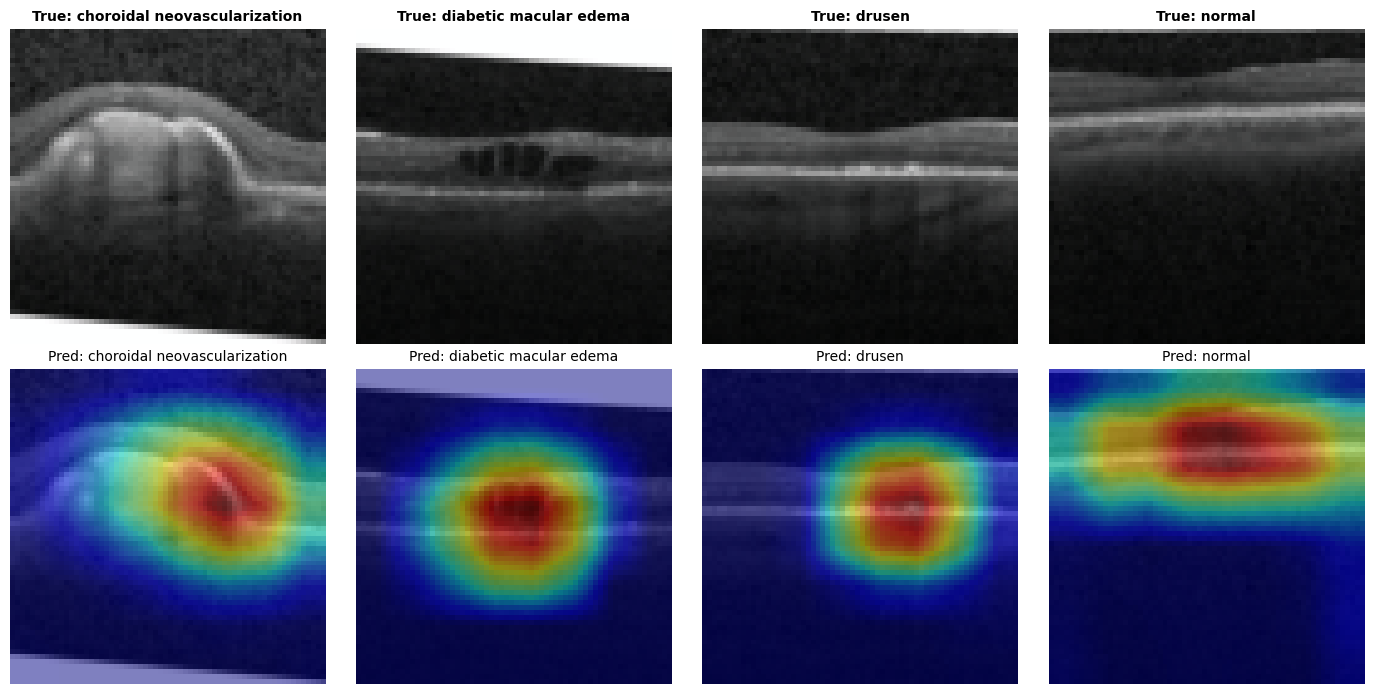 True: choroidal neovascularization
True: diabetic macular edema
True: drusen
True: normal
Pred: choroidal neovascularization
Pred: diabetic macular edema
Pred: drusen
Pred: normal